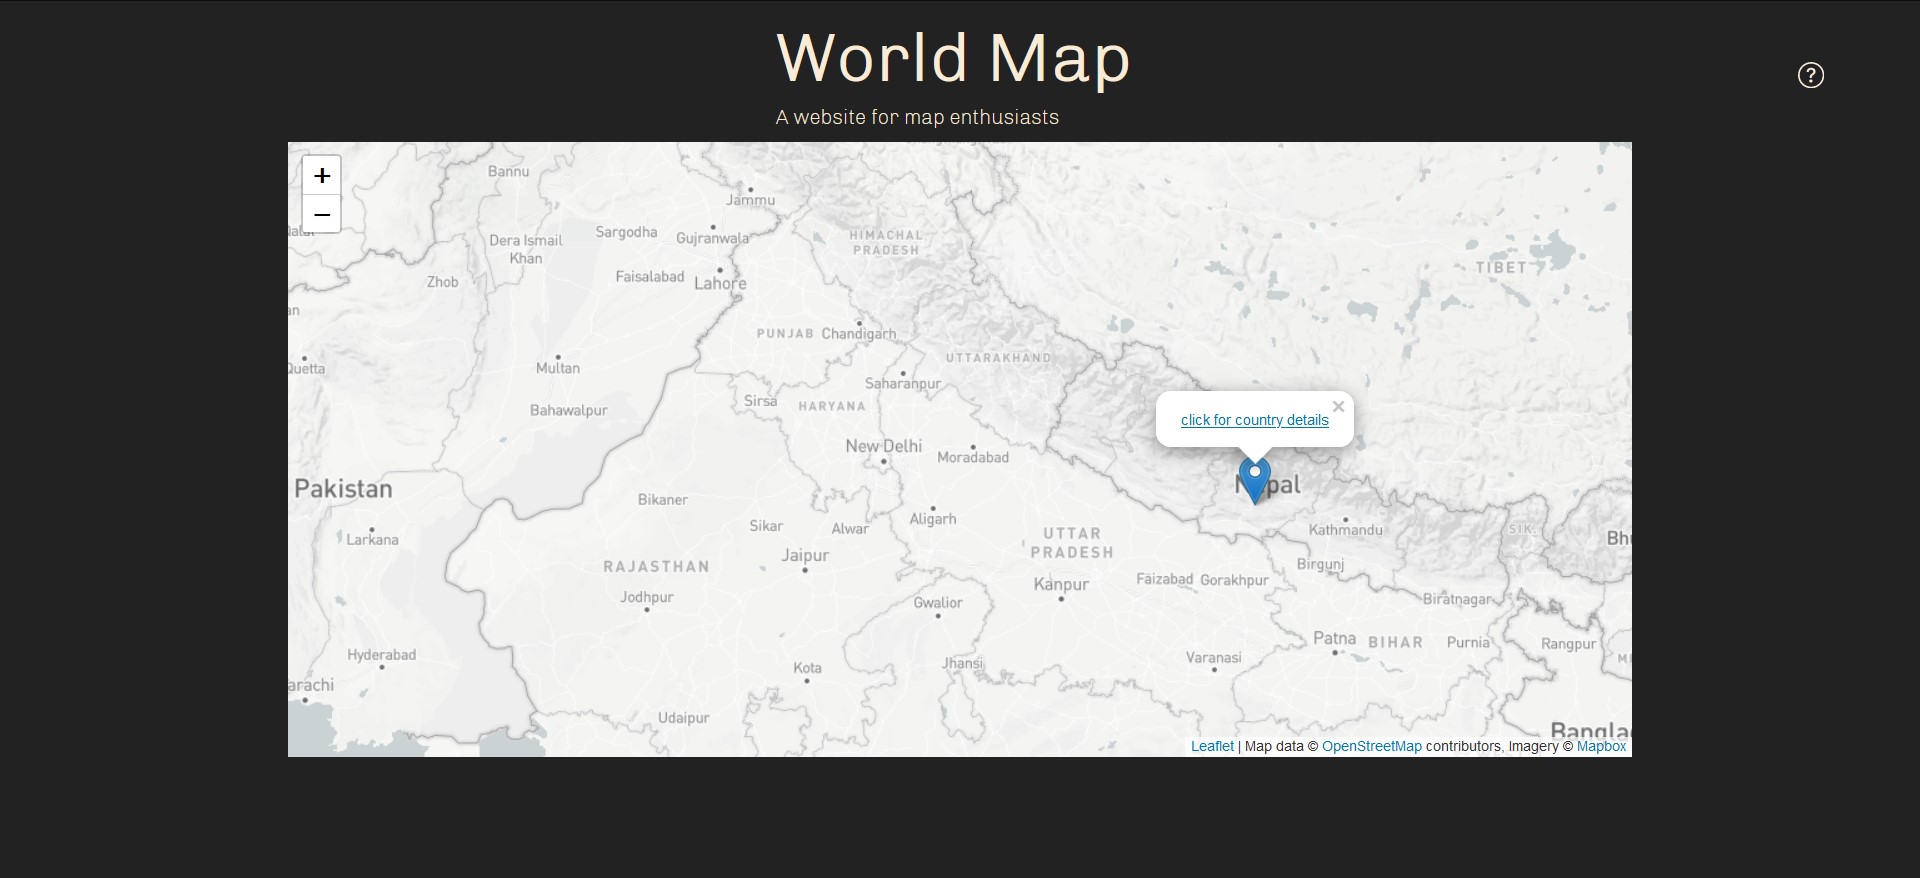 World Map
A website for map enthusiasts
?
+
−
Bannu
Jammu
Sargodha
Gujranwala
HIMACHAL
PRADESH
Dera Ismail
Khan
Faisalabad
Lahore
Zhob
TIBET
an
PUNJAB
Chandigarh
UTTARAKHAND
Quetta
Multan
Saharanpur
Sirsa
HARYANA
Bahawalpur
click for country details
×
New Delhi
Moradabad
Pakistan
Bikaner
Sikar
Alwar
Aligarh
Kathmandu
SIK.
Larkana
Jaipur
UTTAR
PRADESH
Bhu
RAJASTHAN
Birgunj
Kanpur
Faizabad
Gorakhpur
Jodhpur
Gwalior
Biratnagar
Patna
BIHAR
Purnia
Rangpur
Hyderabad
Kota
Jhansi
Varanasi
arachi
Udaipur
Bangla
Leaflet | Map data © OpenStreetMap contributors, Imagery © Mapbox